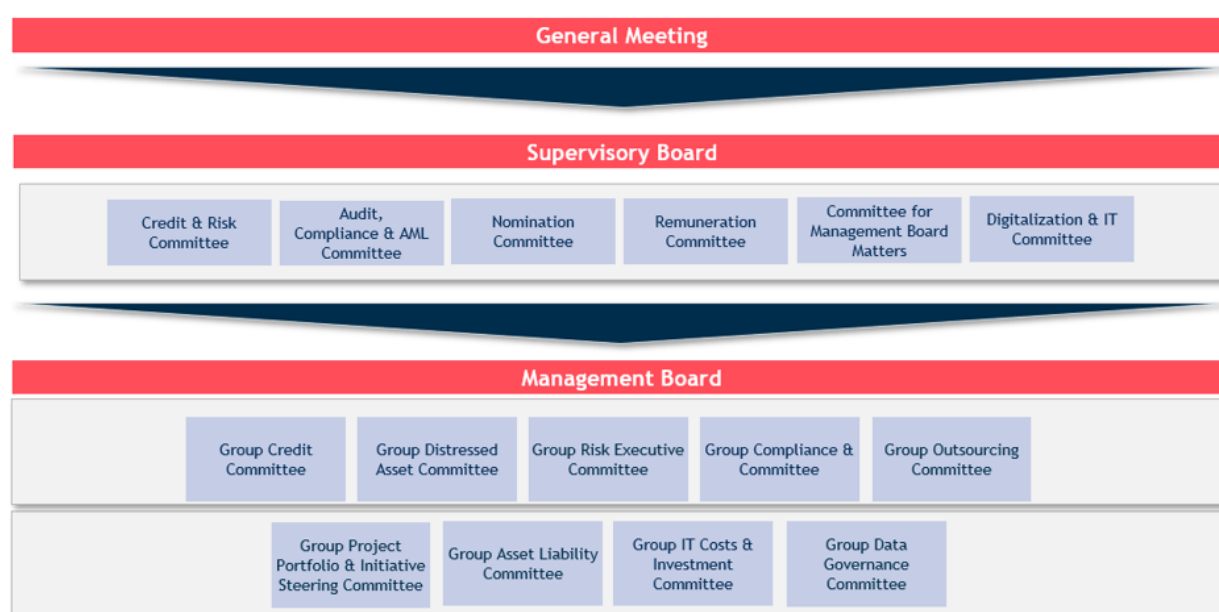 General Meeting
Supervisory Board
Credit & Risk
Committee
Audit,
Compliance & AML
Committee
Nomination
Committee
Remuneration
Committee
Committee for
Management Board
Matters
Digitalization & IT
Committee
Management Board
Group Credit
Committee
Group Distressed
Asset Committee
Group Risk Executive
Committee
Group Compliance &
Committee
Group Outsourcing
Committee
Group Project
Portfolio & Initiative
Steering Committee
Group Asset Liability
Committee
Group IT Costs &
Investment
Committee
Group Data
Governance
Committee